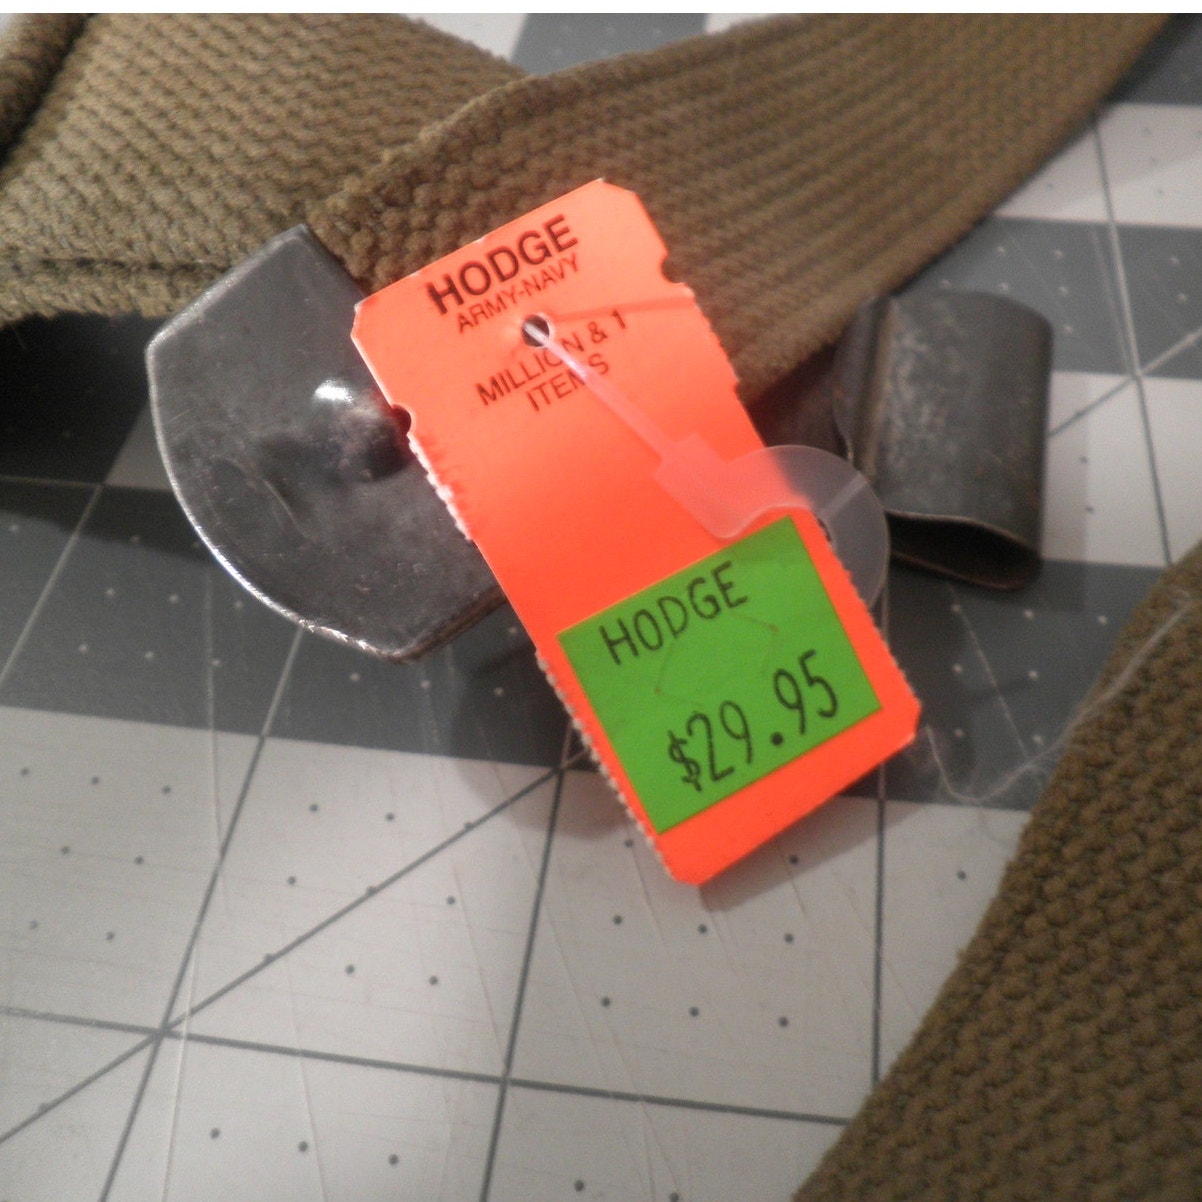 HODGE
ARMY-NAVY
MILLION & 1
ITEMS
HODGE
$29.95